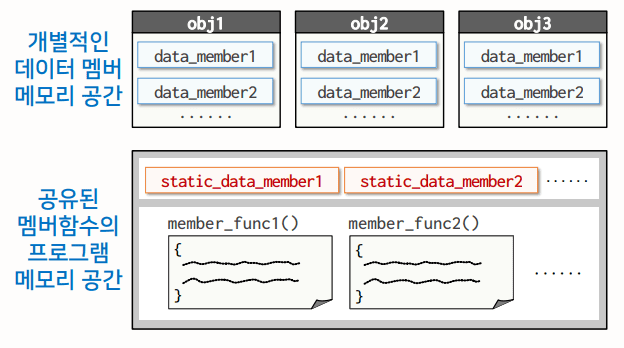 개별적인
데이터 멤버
메모리 공간
obj1
data_member1
data_member2
......
obj2
data_member1
data_member2
......
obj3
data_member1
data_member2
......
공유된
멤버함수의
프로그램
메모리 공간
static_data_member1 static_data_member2 ......
member_func1()
{
}
member_func2()
{
}
......